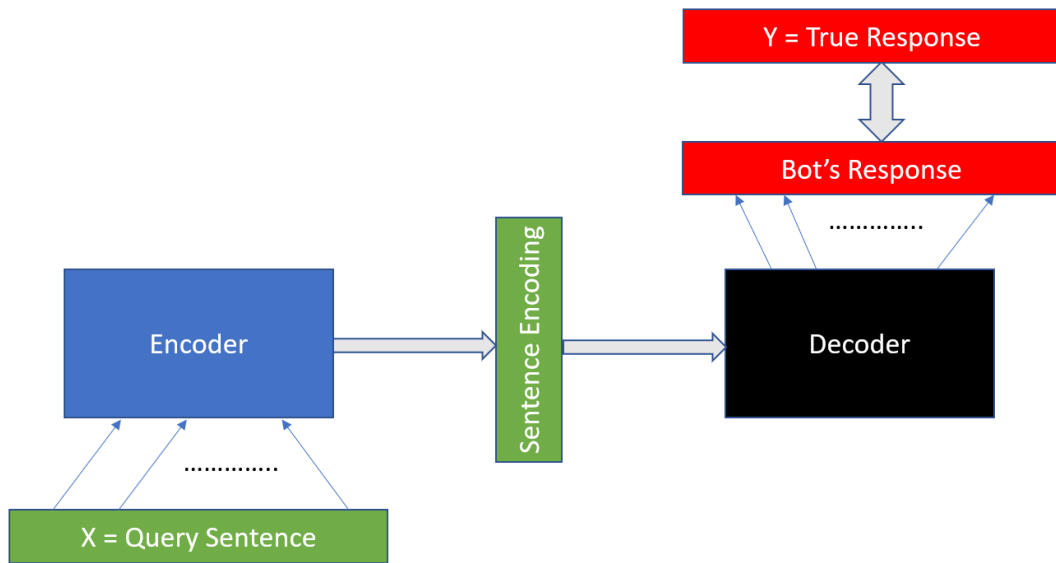 Y = True Response
Bot's Response
…………..
Sentence Encoding
Encoder
Decoder
…………..
X = Query Sentence